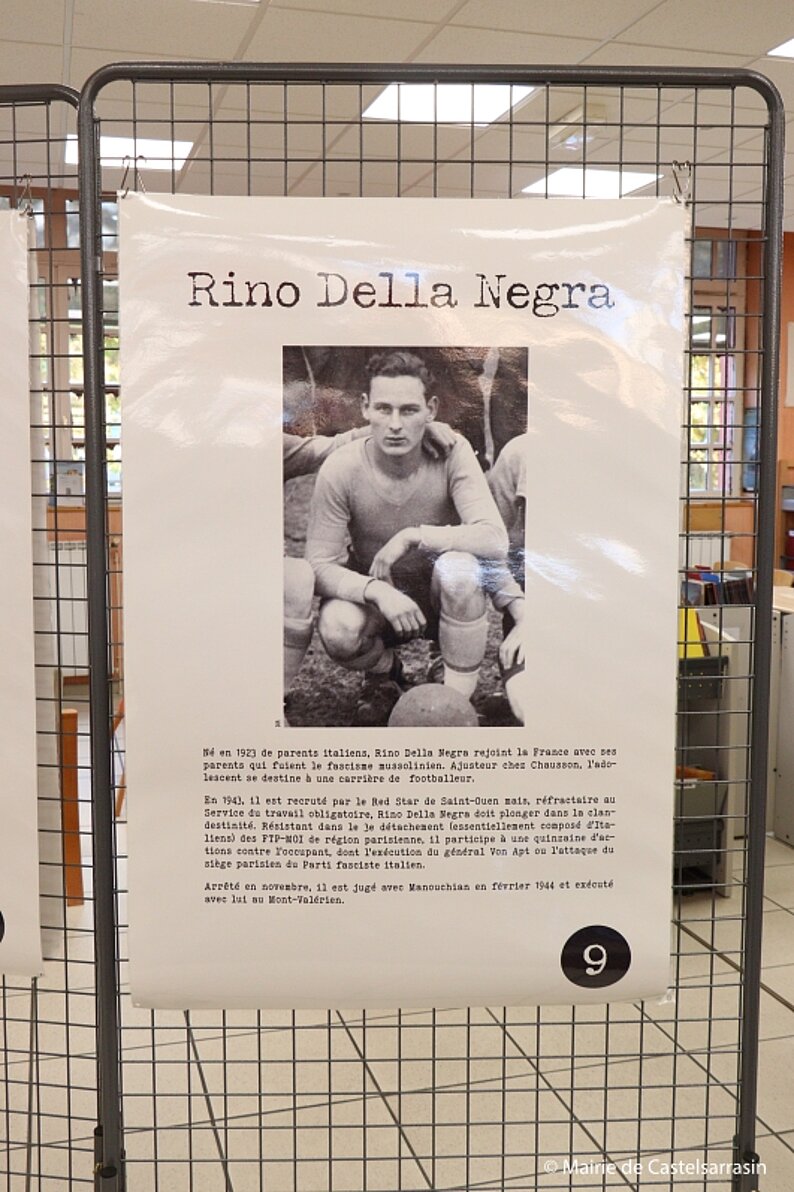 Rino Della Negra
Né en 1923 de parents italiens, Rino Della Negra rejoint la France avec ses
parents qui fuient le fascisme mussolinien. Ajusteur chez Chausson, l'ado-
lescent se destine à une carrière de footballeur.
En 1943, il est recruté par le Red Star de Saint-Ouen mais, réfractaire au
Service du travail obligatoire, Rino Della Negra doit plonger dans la clan-
destinité. Résistant dans le 3e détachement (essentiellement composé d'Ita-
liens) des FTP-MOI de région parisienne, il participe à une quinzaine d'ac-
tions contre l'occupant, dont l'exécution du général Von Apt ou l'attaque du
siège parisien du Parti fasciste italien.
Arrêté en novembre, il est jugé avec Manouchian en février 1944 et exécuté
avec lui au Mont-Valérien.
9
© Mairie de Castelsarrasin